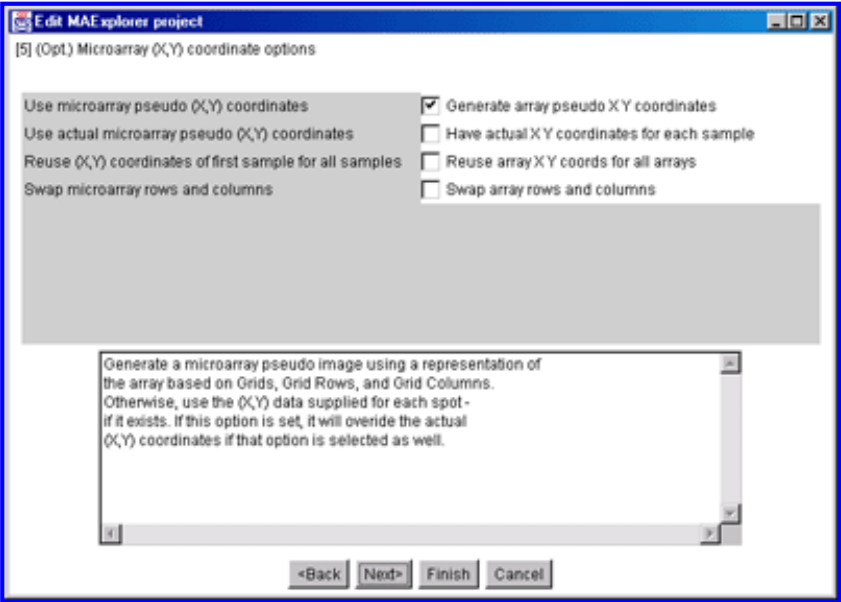 Edit MAExplorer project
[5] (Opt.) Microarray (X,Y) coordinate options
Use microarray pseudo (X,Y) coordinates Generate array pseudo X Y coordinates
Use actual microarray pseudo (X,Y) coordinates Have actual X Y coordinates for each sample
Reuse (X,Y) coordinates of first sample for all samples Reuse array X Y coords for all arrays
Swap microarray rows and columns Swap array rows and columns
Generate a microarray pseudo image using a representation of
the array based on Grids, Grid Rows, and Grid Columns.
Otherwise, use the (X,Y) data supplied for each spot -
if it exists. If this option is set, it will overide the actual
(X,Y) coordinates if that option is selected as well.
<Back Next> Finish Cancel